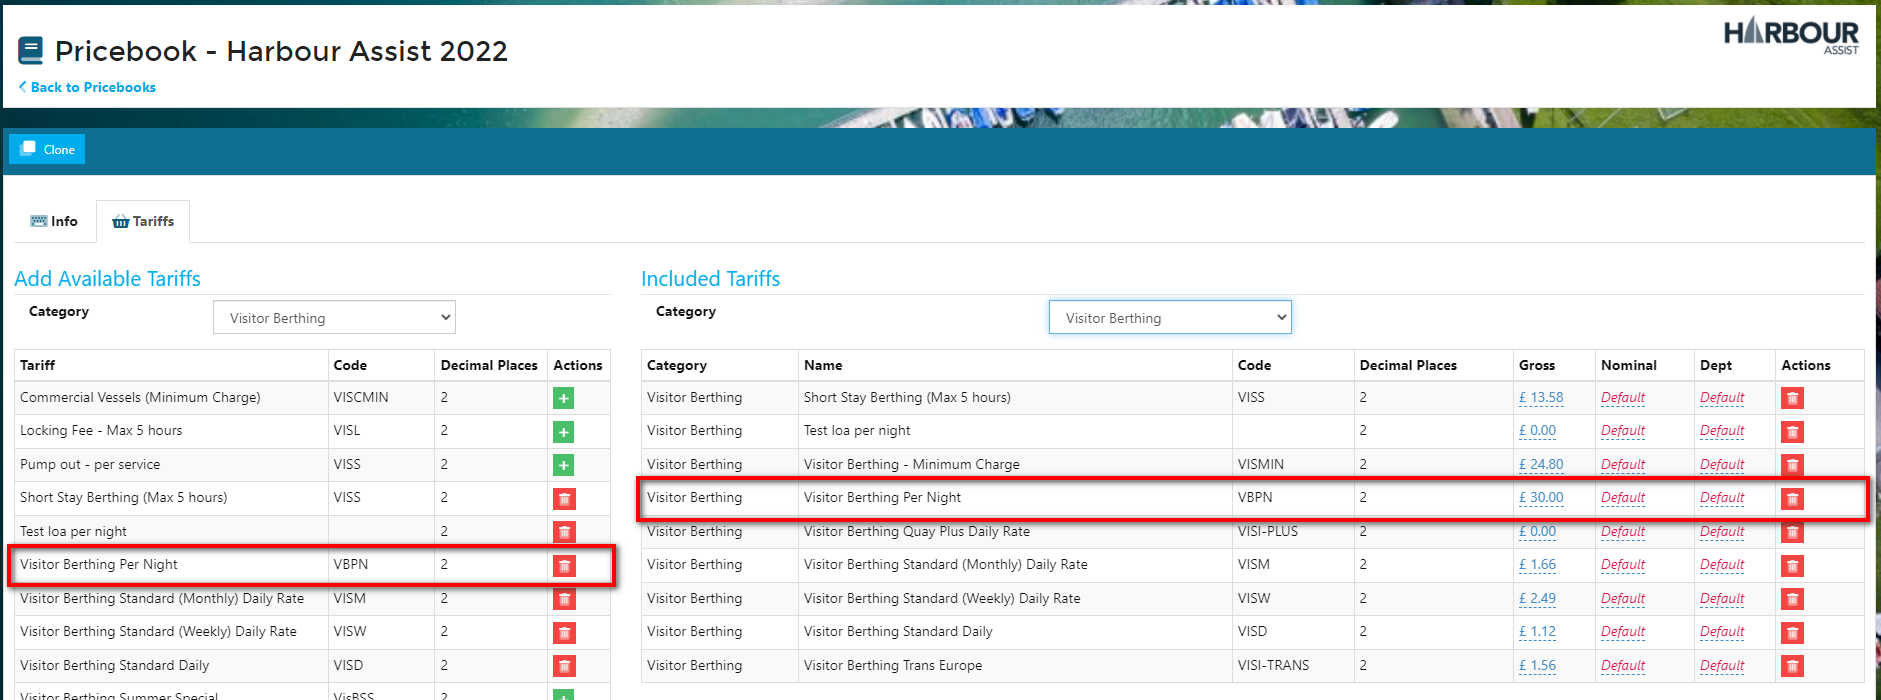 Pricebook - Harbour Assist 2022
HARBOUR
ASSIST
Back to Pricebooks
Clone
Info
Tariffs
Add Available Tariffs
Category
Visitor Berthing
Tariff Code Decimal Places Actions
Commercial Vessels (Minimum Charge) VISCMIN 2
Locking Fee - Max 5 hours VISL 2
Pump out - per service VISS 2
Short Stay Berthing (Max 5 hours) VISS 2
Test loa per night 2
Visitor Berthing Per Night VBPN 2
Visitor Berthing Standard (Monthly) Daily Rate VISM 2
Visitor Berthing Standard (Weekly) Daily Rate VISW 2
Visitor Berthing Standard Daily VISD 2
Visitor Berthing Summer Special VisBSS 2
Included Tariffs
Category
Visitor Berthing
Category Name Code Decimal Places Gross Nominal Dept Actions
Visitor Berthing Short Stay Berthing (Max 5 hours) VISS 2 £ 13.58 Default Default
Visitor Berthing Test loa per night 2 £ 0.00 Default Default
Visitor Berthing Visitor Berthing - Minimum Charge VISMIN 2 £ 24.80 Default Default
Visitor Berthing Visitor Berthing Per Night VBPN 2 £ 30.00 Default Default
Visitor Berthing Visitor Berthing Quay Plus Daily Rate VISI-PLUS 2 £ 0.00 Default Default
Visitor Berthing Visitor Berthing Standard (Monthly) Daily Rate VISM 2 £ 1.66 Default Default
Visitor Berthing Visitor Berthing Standard (Weekly) Daily Rate VISW 2 £ 2.49 Default Default
Visitor Berthing Visitor Berthing Standard Daily VISD 2 £ 1.12 Default Default
Visitor Berthing Visitor Berthing Trans Europe VISI-TRANS 2 £ 1.56 Default Default